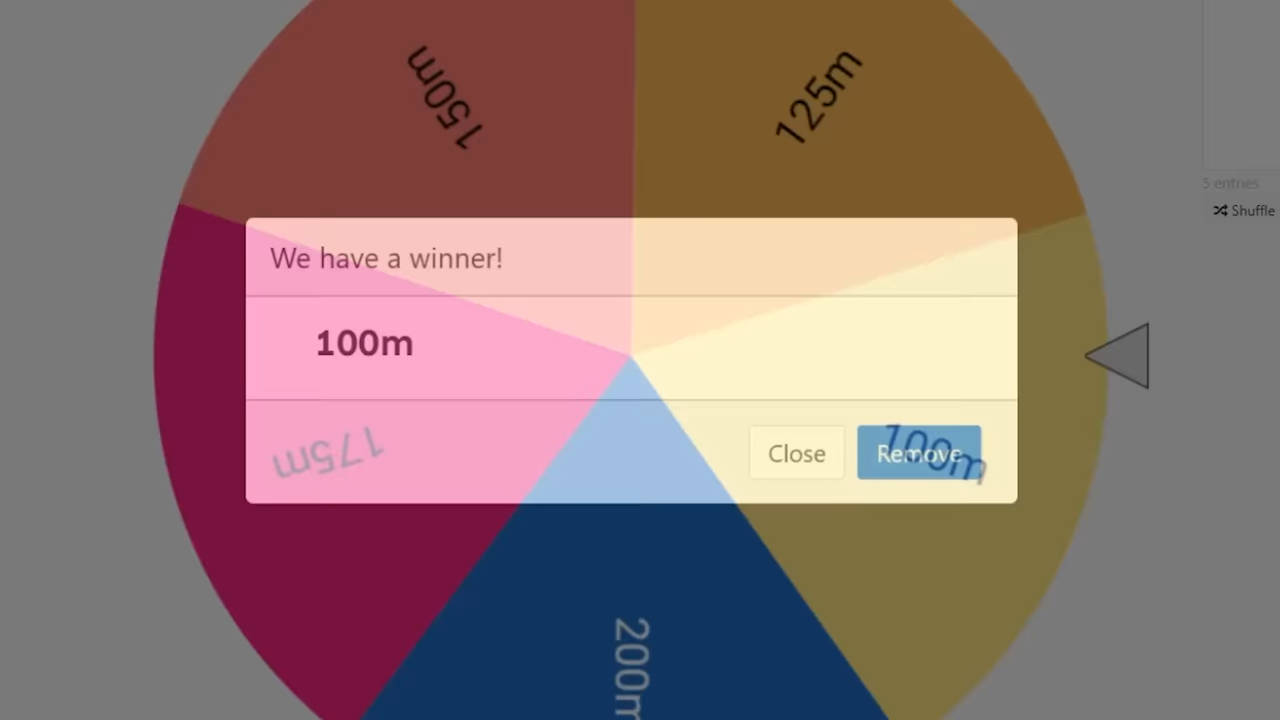 150m
125m
5 entries
Shuffle
We have a winner!
100m
175m
Close
Remove
100m
200m